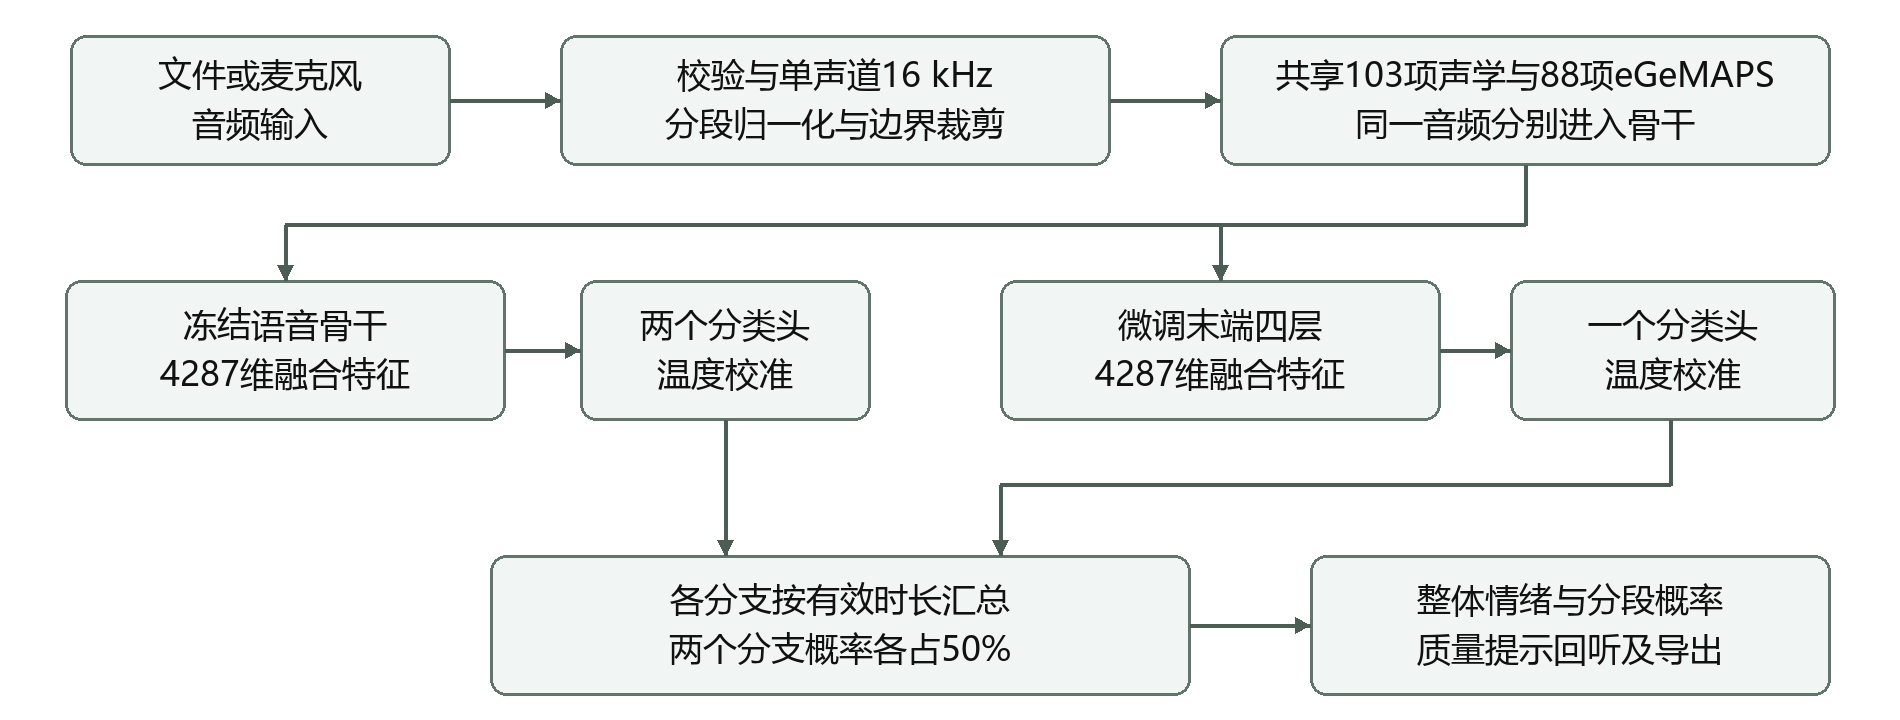 文件或麦克风
音频输入
校验与单声道16 kHz
分段归一化与边界裁剪
共享103项声学与88项eGeMAPS
同一音频分别进入骨干
冻结语音骨干
4287维融合特征
两个分类头
温度校准
微调末端四层
4287维融合特征
一个分类头
温度校准
各分支按有效时长汇总
两个分支概率各占50%
整体情绪与分段概率
质量提示回听及导出